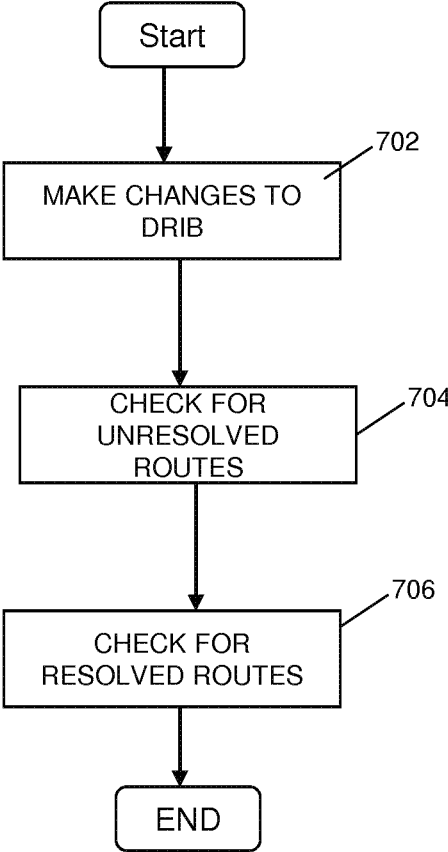 Start
702
MAKE CHANGES TO
DRIB
704
CHECK FOR
UNRESOLVED
ROUTES
706
CHECK FOR
RESOLVED ROUTES
END